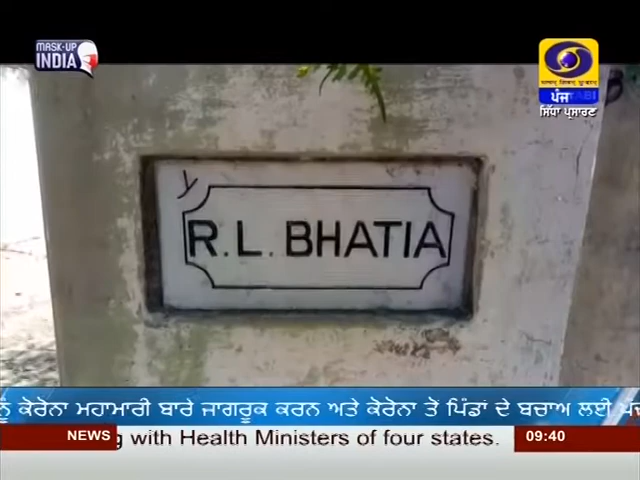 MASK-UP
INDIA
ਪੰਜਾਬੀ
ਸਿੱਧਾ ਪ੍ਰਸਾਰਣ
R.L. BHATIA
ਨੂੰ ਕੋਰੋਨਾ ਮਹਾਮਾਰੀ ਬਾਰੇ ਜਾਗਰੂਕ ਕਰਨ ਅਤੇ ਕੋਰੋਨਾ ਤੋਂ ਪਿੰਡਾਂ ਦੇ ਬਚਾਅ ਲਈ
NEWS
with Health Ministers of four states.
09:40